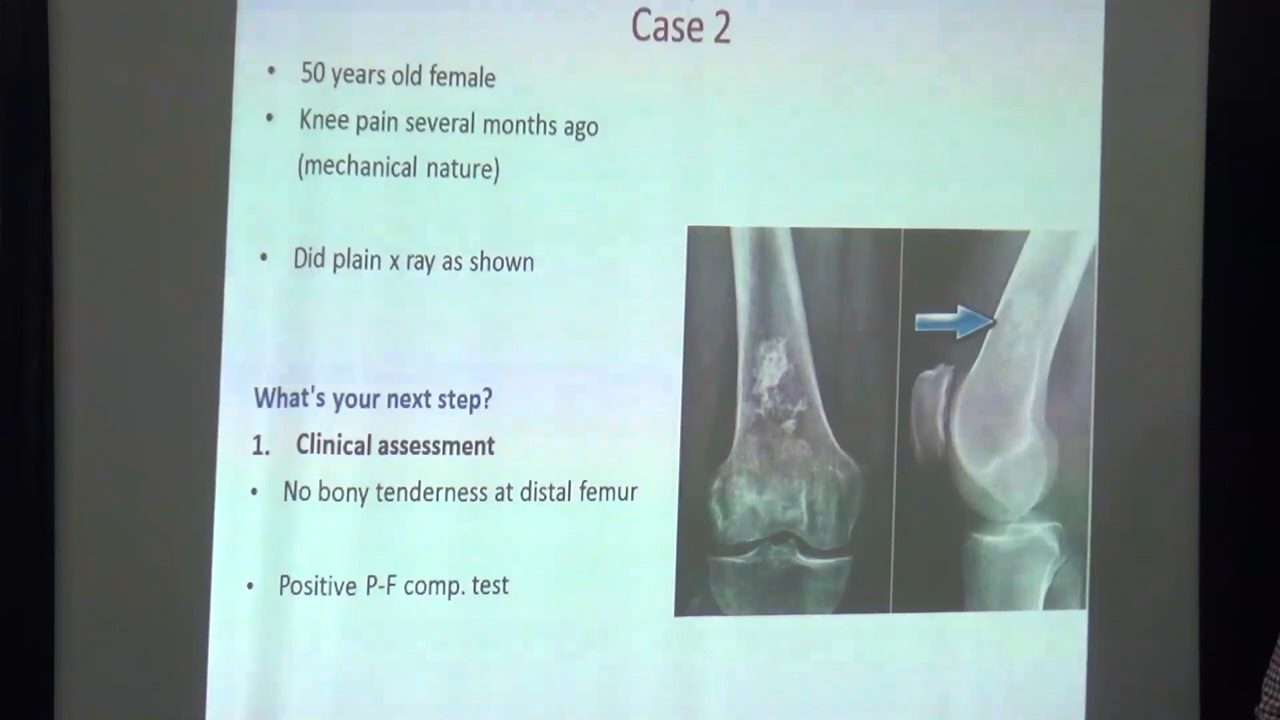 Case 2
• 50 years old female
• Knee pain several months ago
(mechanical nature)
• Did plain x ray as shown
What's your next step?
1. Clinical assessment
• No bony tenderness at distal femur
• Positive P-F comp. test